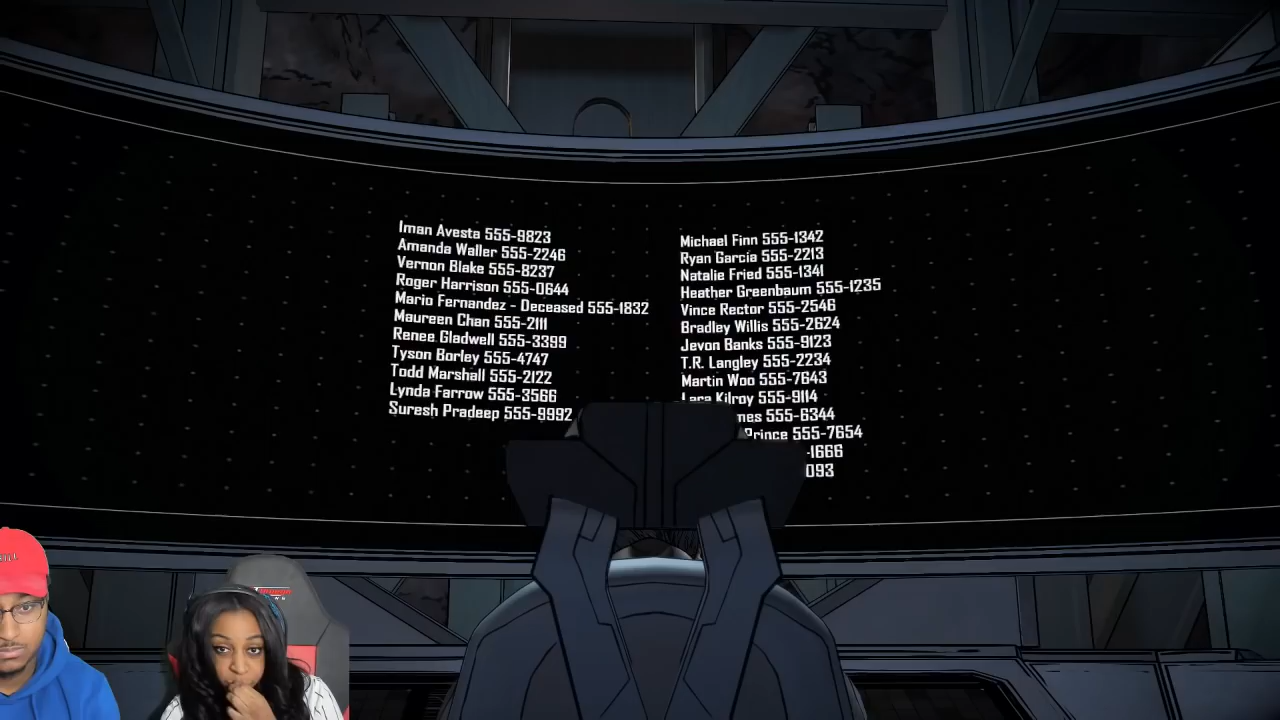 Iman Avesta 555-9823
Amanda Waller 555-2246
Vernon Blake 555-8237
Roger Harrison 555-0644
Mario Fernandez - Deceased 555-1832
Maureen Chan 555-2111
Renee Gladwell 555-3399
Tyson Borley 555-4747
Todd Marshall 555-2122
Lynda Farrow 555-3566
Suresh Pradeep 555-9992
Michael Finn 555-1342
Ryan Garcia 555-2213
Natalie Fried 555-1341
Heather Greenbaum 555-1235
Vince Rector 555-2546
Bradley Willis 555-2624
Jevon Banks 555-9123
T.R. Langley 555-2234
Martin Woo 555-7643
Lara Kilroy 555-9114
mes 555-6344
Prince 555-7654
-1666
093